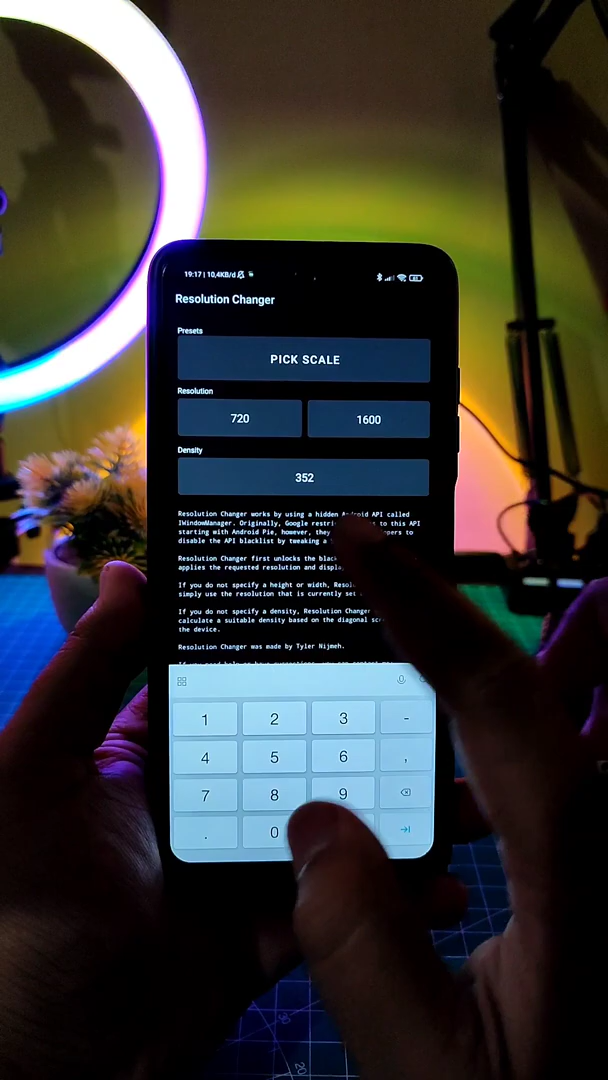 19:17 | 10,4KB/d
Resolution Changer
Presets
PICK SCALE
Resolution
720 1600
Density
352
Resolution Changer works by using a hidden Android API called
IWindowManager. Originally, Google to this API
starting with Android Pie, however, they to
disable the API blacklist by tweaking a
Resolution Changer first unlocks the
applies the requested resolution and
If you do not specify a height or width,
simply use the resolution that is currently set
If you do not specify a density, Resolution Changer
calculate a suitable density based on the diagonal
the device.
Resolution Changer was made by Tyler Nijmeh.
1 2 3 -
4 5 6 ,
7 8 9
. 0
20